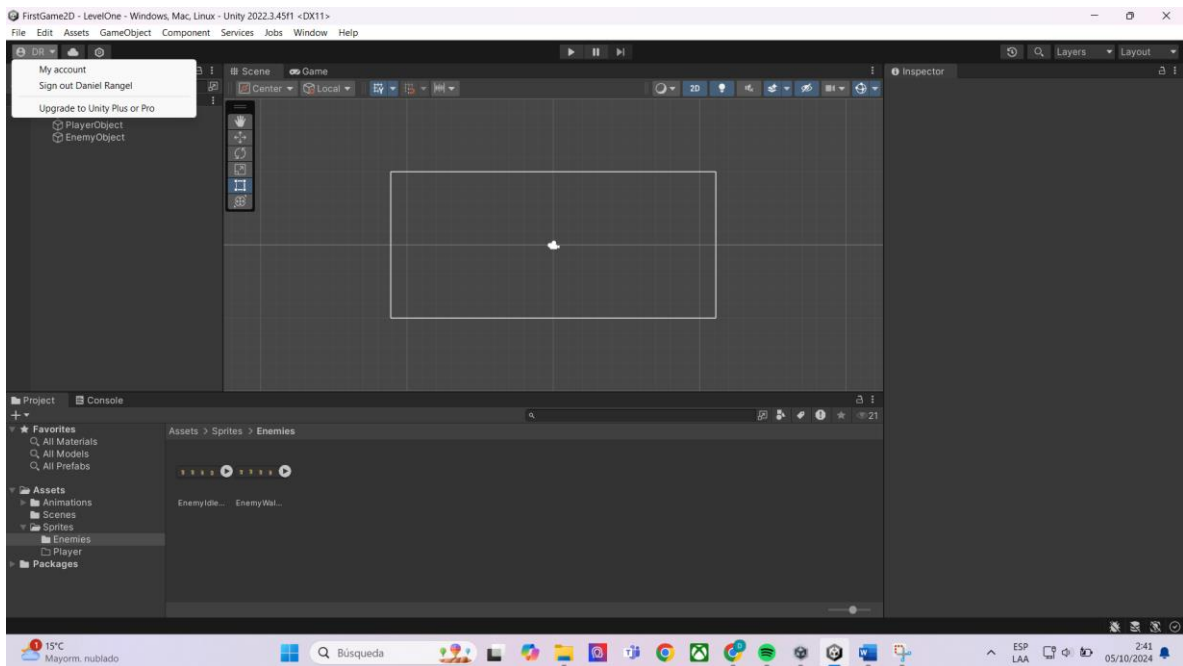 FirstGame2D - LevelOne - Windows, Mac, Linux - Unity 2022.3.45f1 <DX11>
File Edit Assets GameObject Component Services Jobs Window Help
DR Layers Layout
My account
Sign out Daniel Rangel
Upgrade to Unity Plus or Pro
PlayerObject
EnemyObject
Scene Game
Center Local 2D
Inspector
Project Console
21
Favorites
All Materials
All Models
All Prefabs
Assets
Animations
Scenes
Sprites
Enemies
Player
Packages
Assets > Sprites > Enemies
EnemyIdle... EnemyWal...
1 15°C
Mayorm. nublado
Búsqueda
ESP
LAA
2:41
05/10/2024